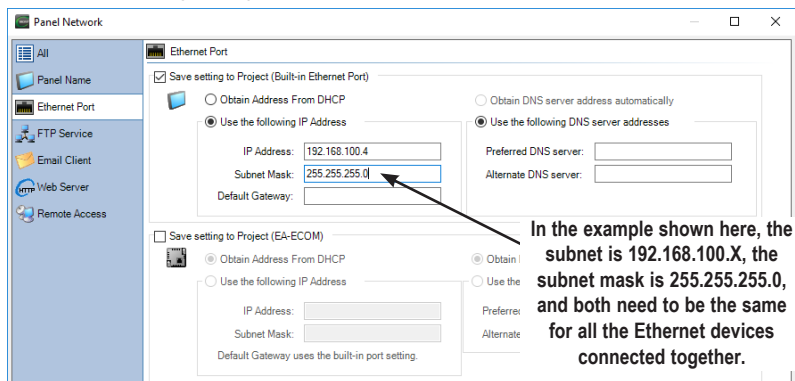 Panel Network
All
Panel Name
Ethernet Port
FTP Service
Email Client
HTTP Web Server
Remote Access
Ethernet Port
Save setting to Project (Built-in Ethernet Port)
Obtain Address From DHCP
Use the following IP Address
IP Address: 192.168.100.4
Subnet Mask: 255.255.255.0
Default Gateway:
Obtain DNS server address automatically
Use the following DNS server addresses
Preferred DNS server:
Alternate DNS server:
Save setting to Project (EA-ECOM)
Obtain Address From DHCP
Use the following IP Address
IP Address:
Subnet Mask:
Default Gateway uses the built-in port setting.
Obtain
Use the
Preferre
Alternate
In the example shown here, the
subnet is 192.168.100.X, the
subnet mask is 255.255.255.0,
and both need to be the same
for all the Ethernet devices
connected together.